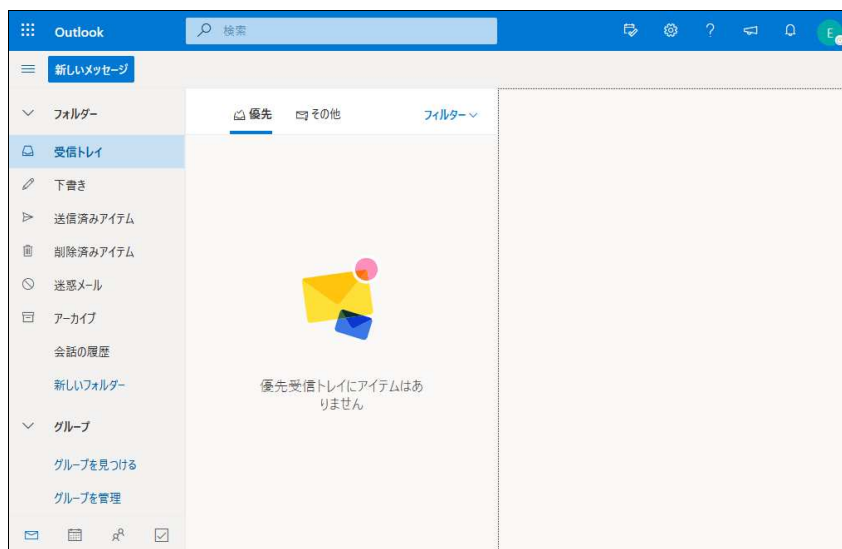 Outlook
検索
E
新しいメッセージ
フォルダー
優先
その他
フィルター
受信トレイ
下書き
送信済みアイテム
削除済みアイテム
迷惑メール
アーカイブ
会話の履歴
新しいフォルダー
優先受信トレイにアイテムはあ
りません
グループ
グループを見つける
グループを管理